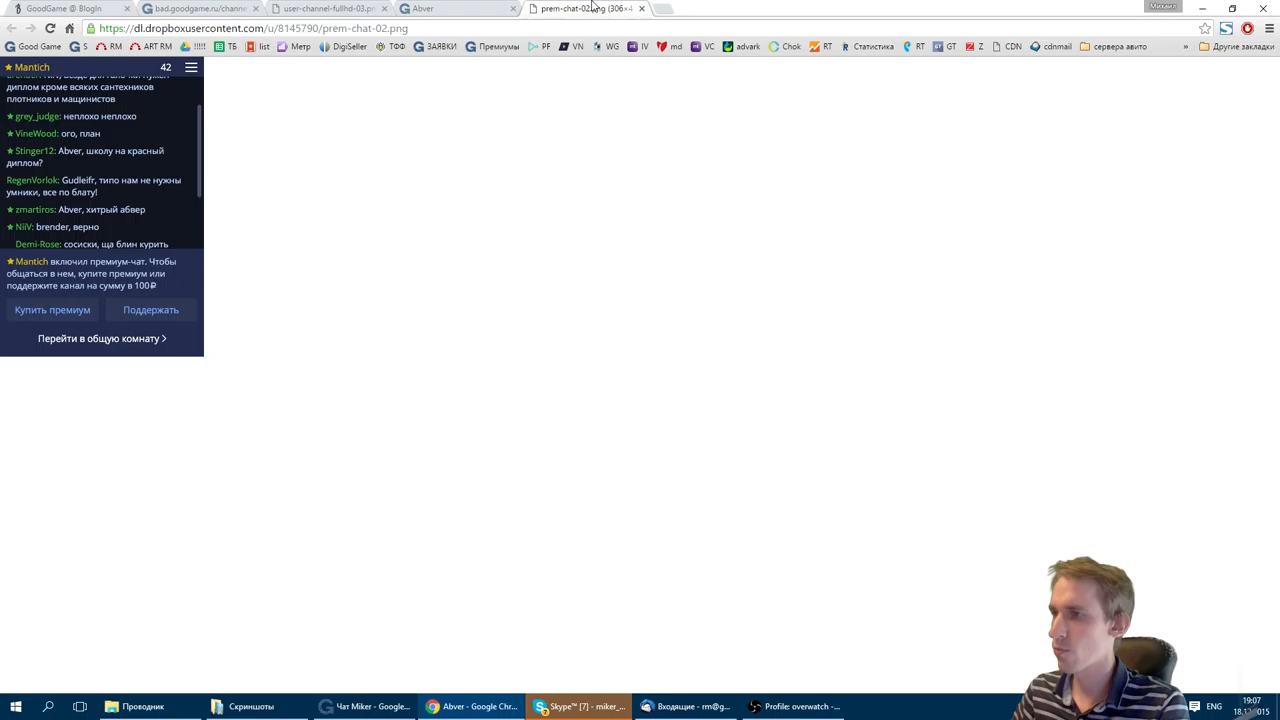 GoodGame @ BlogIn
bad.goodgame.ru/channe
user-channel-fullhd-03.pn
Abver
prem-chat-02.png (306×4
Михаил
https://dl.dropboxusercontent.com/u/8145790/prem-chat-02.png
Good Game
G S
RM
ART RM
list
Метр
DigiSeller
!!!!
ТБ
ТФФ
ЗАЯВКИ
Премиумы
PF
VN
WG
IV
md
VC
advark
Chok
RT
Статистика
RT
GT
Z
CDN
cdnmail
сервера авито
»
Другие закладки
Mantich
42
диплом кроме всяких сантехников
плотников и мащинистов
grey_judge: неплохо неплохо
VineWood: ого, план
Stinger12: Abver, школу на красный
диплом?
RegenVorlok: Gudleifr, типо нам не нужны
умники, все по блату!
zmartiros: Abver, хитрый абвер
NiiV: brender, верно
Demi-Rose: сосиски, ща блин курить
Mantich включил премиум-чат. Чтобы
общаться в нем, купите премиум или
поддержите канал на сумму в 100₽
Купить премиум
Поддержать
Перейти в общую комнату
Проводник
Скриншоты
Чат Miker - Google...
Abver - Google Chr...
Skype™ [7] - miker_...
Входящие - rm@g...
Profile: overwatch -...
ENG
19:07